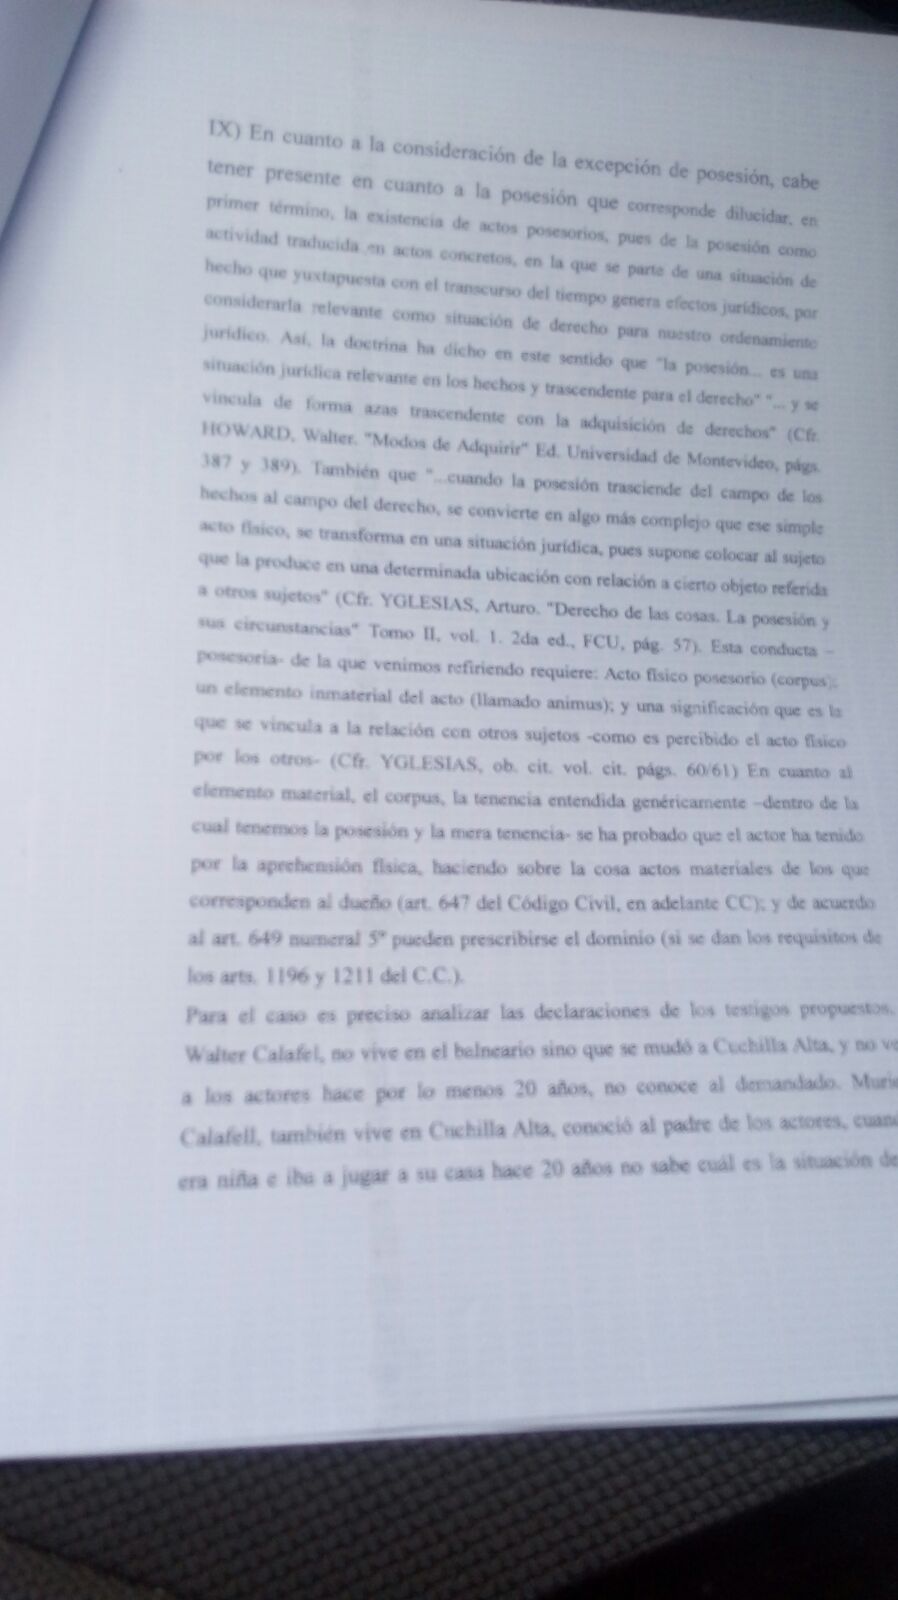 IX) En cuanto a la consideración de la excepción de posesión, cabe
tener presente en cuanto a la posesión que corresponde dilucidar, en
primer término, la existencia de actos posesorios, pues de la posesión como
actividad traducida en actos concretos, en la que se parte de una situación de
hecho que yuxtapuesta con el transcurso del tiempo genera efectos jurídicos, por
considerarla relevante como situación de derecho para nuestro ordenamiento
jurídico. Así, la doctrina ha dicho en este sentido que "la posesión... es una
situación jurídica relevante en los hechos y trascendente para el derecho" "... y se
vincula de forma azas trascendente con la adquisición de derechos" (Cfr.
HOWARD, Walter. "Modos de Adquirir" Ed. Universidad de Montevideo, págs.
387 y 389). También que "...cuando la posesión trasciende del campo de los
hechos al campo del derecho, se convierte en algo más complejo que ese simple
acto físico, se transforma en una situación jurídica, pues supone colocar al sujeto
que la produce en una determinada ubicación con relación a cierto objeto referida
a otros sujetos" (Cfr. YGLESIAS, Arturo. "Derecho de las cosas. La posesión y
sus circunstancias" Tomo II, vol. 1. 2da ed., FCU, pág. 57). Esta conducta –
posesoria- de la que venimos refiriendo requiere: Acto físico posesorio (corpus);
un elemento inmaterial del acto (llamado animus); y una significación que es la
que se vincula a la relación con otros sujetos -como es percibido el acto físico
por los otros- (Cfr. YGLESIAS, ob. cit. vol. cit. págs. 60/61) En cuanto al
elemento material, el corpus, la tenencia entendida genéricamente –dentro de la
cual tenemos la posesión y la mera tenencia- se ha probado que el actor ha tenido
por la aprehensión física, haciendo sobre la cosa actos materiales de los que
corresponden al dueño (art. 647 del Código Civil, en adelante CC); y de acuerdo
al art. 649 numeral 5º pueden prescribirse el dominio (si se dan los requisitos de
los arts. 1196 y 1211 del C.C.).
Para el caso es preciso analizar las declaraciones de los testigos propuestos.
Walter Calafel, no vive en el balneario sino que se mudó a Cuchilla Alta, y no ve
a los actores hace por lo menos 20 años, no conoce al demandado.
Calafell, también vive en Cuchilla Alta, conoció al padre de los actores,
era niña e iba a jugar a su casa hace 20 años no sabe cuál es la situación